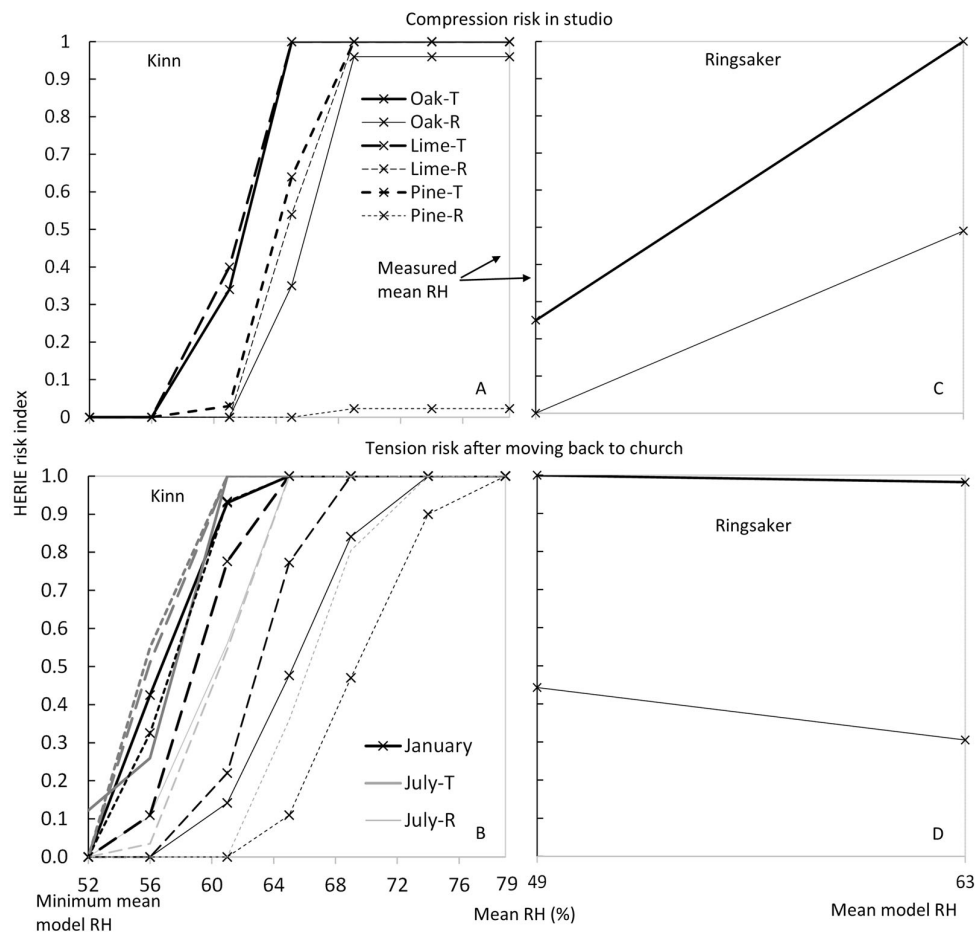 Compression risk in studio
1
0.9
0.8
0.7
0.6
0.5
0.4
0.3
0.2
0.1
0
Kinn
Oak-T
Oak-R
Lime-T
Lime-R
Pine-T
Pine-R
Measured
mean RH
A
Ringsaker
C
HERIE risk index
Tension risk after moving back to church
1.0
0.9
0.8
0.7
0.6
0.5
0.4
0.3
0.2
0.1
0.0
Kinn
January
July-T
July-R
B
Ringsaker
D
52 56 60 64 68 72 76 79 49 63
Minimum mean
model RH
Mean RH (%)
Mean model RH